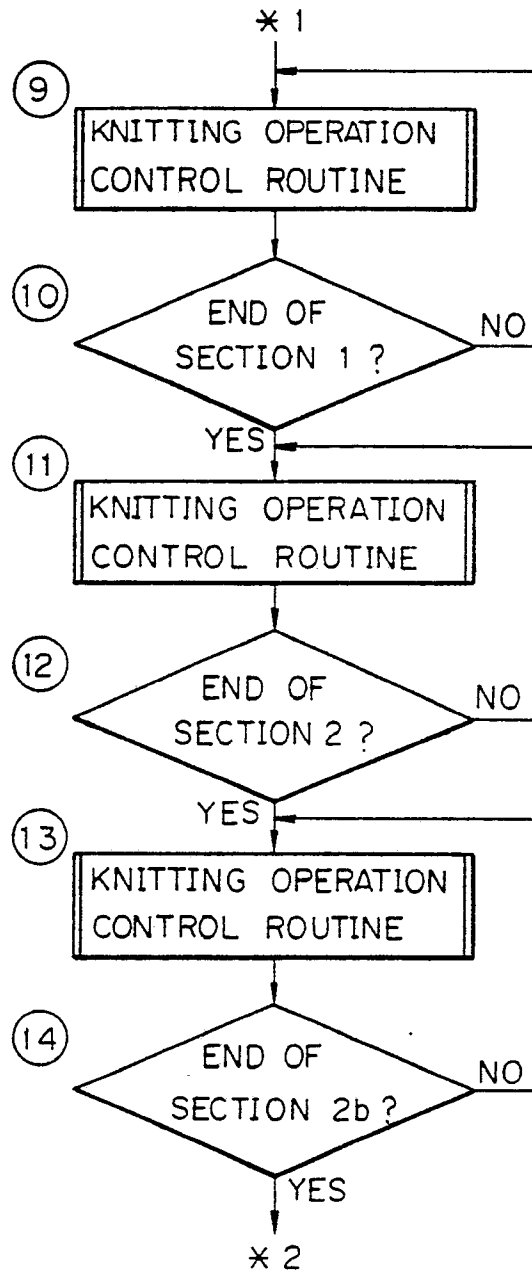 * 1
9
KNITTING OPERATION
CONTROL ROUTINE
10
END OF
SECTION 1 ?
NO
YES
11
KNITTING OPERATION
CONTROL ROUTINE
12
END OF
SECTION 2 ?
NO
YES
13
KNITTING OPERATION
CONTROL ROUTINE
14
END OF
SECTION 2b ?
NO
YES
* 2